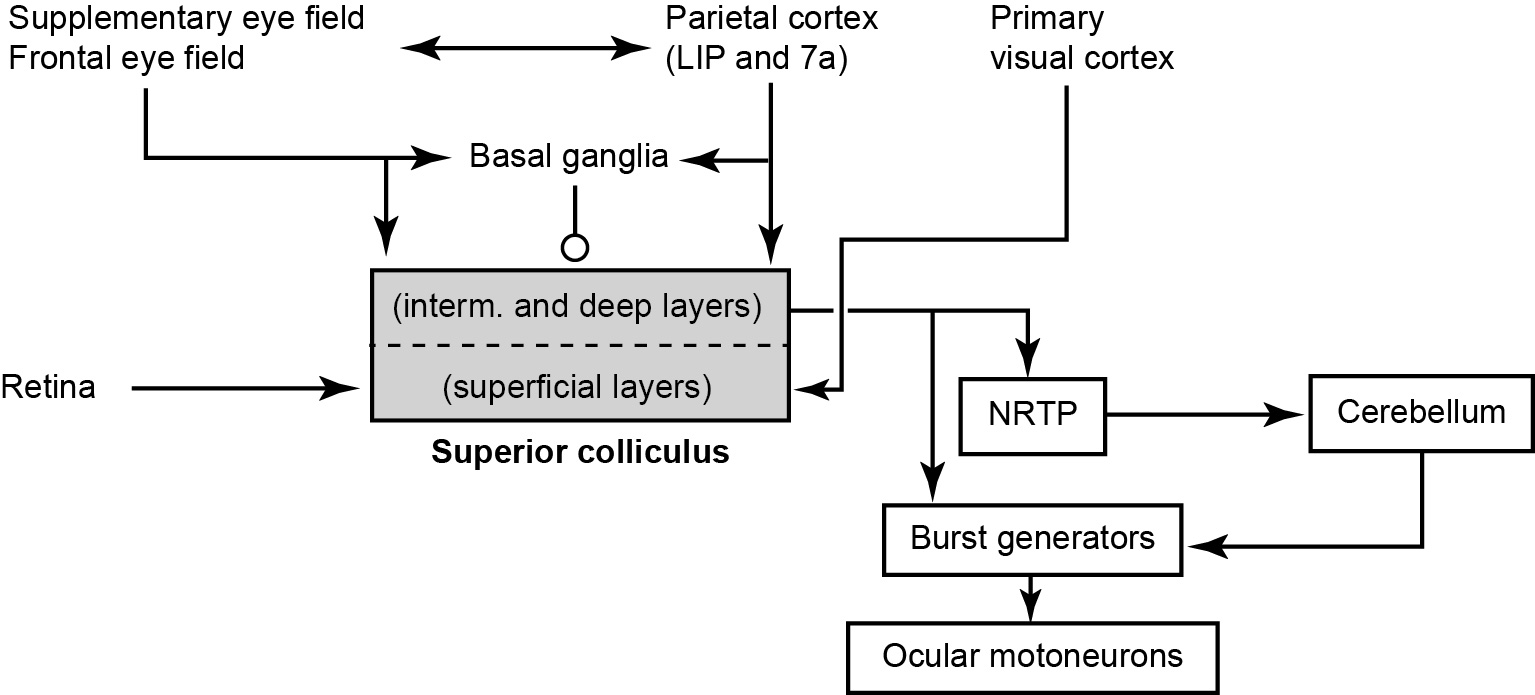 Supplementary eye field
Frontal eye field
Parietal cortex
(LIP and 7a)
Primary
visual cortex
Basal ganglia
(interm. and deep layers)
(superficial layers)
Retina
Superior colliculus
NRTP
Cerebellum
Burst generators
Ocular motoneurons